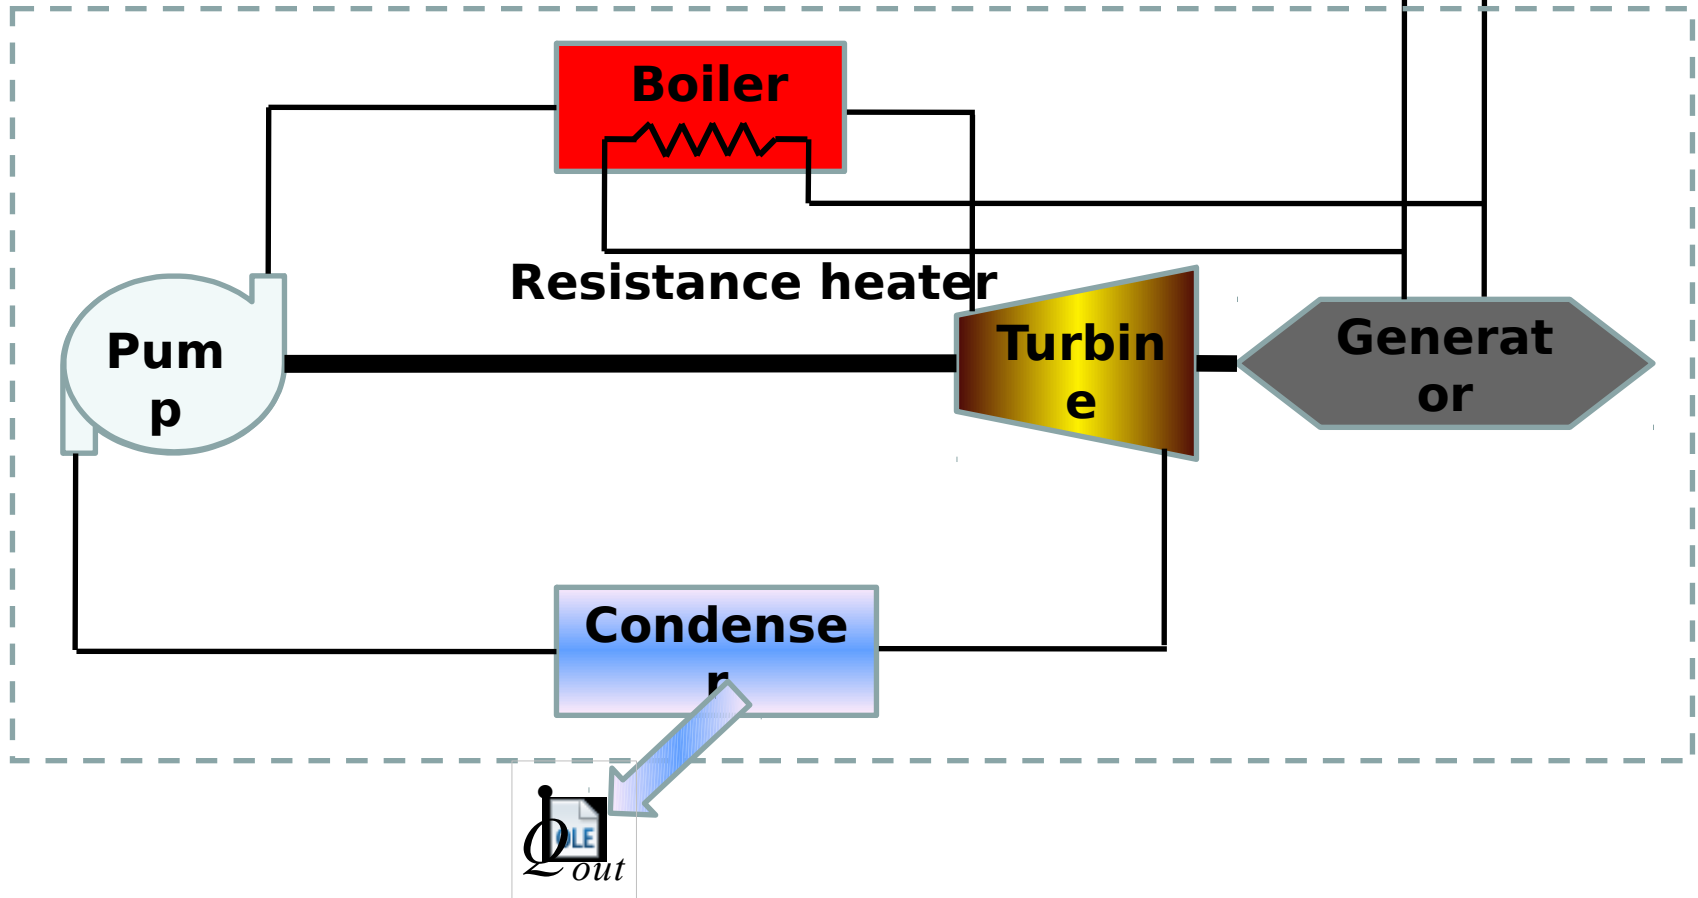 Boiler
Resistance heater
Pum
p
Turbin
e
Generat
or
Condense
r
OLE
Q̇ out